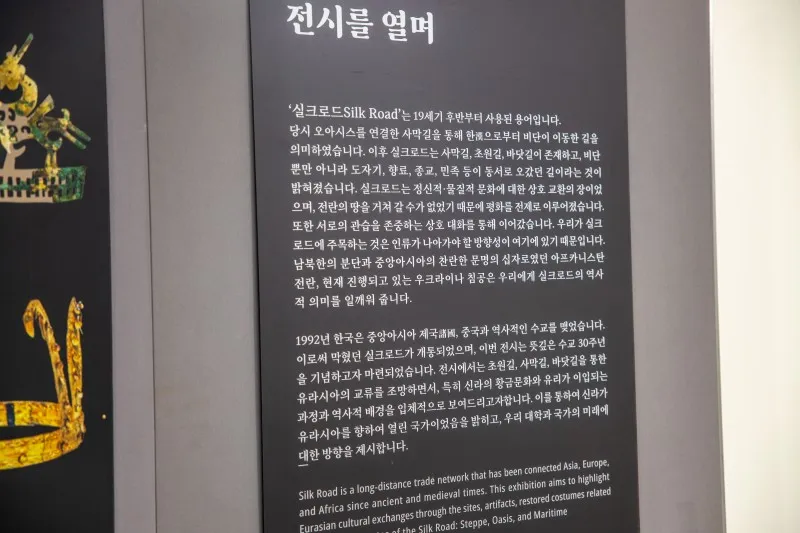 전시를 열며
‘실크로드Silk Road’는 19세기 후반부터 사용된 용어입니다.
당시 오아시스를 연결한 사막길을 통해 한漢으로부터 비단이 이동한 길을
의미하였습니다. 이후 실크로드는 사막길, 초원길, 바닷길이 존재하고, 비단
뿐만 아니라 도자기, 향료, 종교, 민족 등이 동서로 오갔던 길이라는 것이
밝혀졌습니다. 실크로드는 정신적·물질적 문화에 대한 상호 교환의 장이었
으며, 전란의 땅을 거쳐 갈 수가 없었기 때문에 평화를 전제로 이루어졌습니다.
또한 서로의 관습을 존중하는 상호 대화를 통해 이어갔습니다. 우리가 실크
로드에 주목하는 것은 인류가 나아가야 할 방향성이 여기에 있기 때문입니다.
남북한의 분단과 중앙아시아의 찬란한 문명의 십자로였던 아프카니스탄
전란, 현재 진행되고 있는 우크라이나 침공은 우리에게 실크로드의 역사
적 의미를 일깨워 줍니다.
1992년 한국은 중앙아시아 제국諸國, 중국과 역사적인 수교를 맺었습니다.
이로써 막혔던 실크로드가 개통되었으며, 이번 전시는 뜻깊은 수교 30주년
을 기념하고자 마련되었습니다. 전시에서는 초원길, 사막길, 바닷길을 통한
유라시아의 교류를 조망하면서, 특히 신라의 황금문화와 유리가 이입되는
과정과 역사적 배경을 입체적으로 보여드리고자합니다. 이를 통하여 신라가
유라시아를 향하여 열린 국가이었음을 밝히고, 우리 대학과 국가의 미래에
대한 방향을 제시합니다.
Silk Road is a long-distance trade network that has been connected Asia, Europe,
and Africa since ancient and medieval times. This exhibition aims to highlight
Eurasian cultural exchanges through the sites, artifacts, restored costumes related
of the Silk Road: Steppe, Oasis, and Maritime